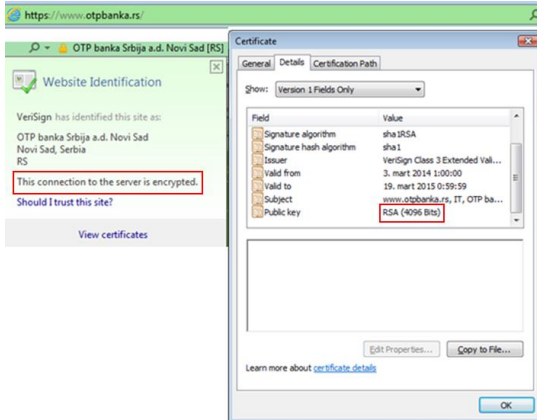 https://www.otpbanka.rs/
OTP banka Srbija a.d. Novi Sad [RS]
Website Identification
VeriSign has identified this site as:
OTP banka Srbija a.d. Novi Sad
Novi Sad, Serbia
RS
This connection to the server is encrypted.
Should I trust this site?
View certificates
Certificate
General Details Certification Path
Show: Version 1 Fields Only
Field Value
Signature algorithm sha1RSA
Signature hash algorithm sha1
Issuer VeriSign Class 3 Extended Vali...
Valid from 3. mart 2014 1:00:00
Valid to 19. mart 2015 0:59:59
Subject www.otpbanka.rs, IT, OTP ba...
Public key RSA (4096 Bits)
Edit Properties... Copy to File...
Learn more about certificate details
OK